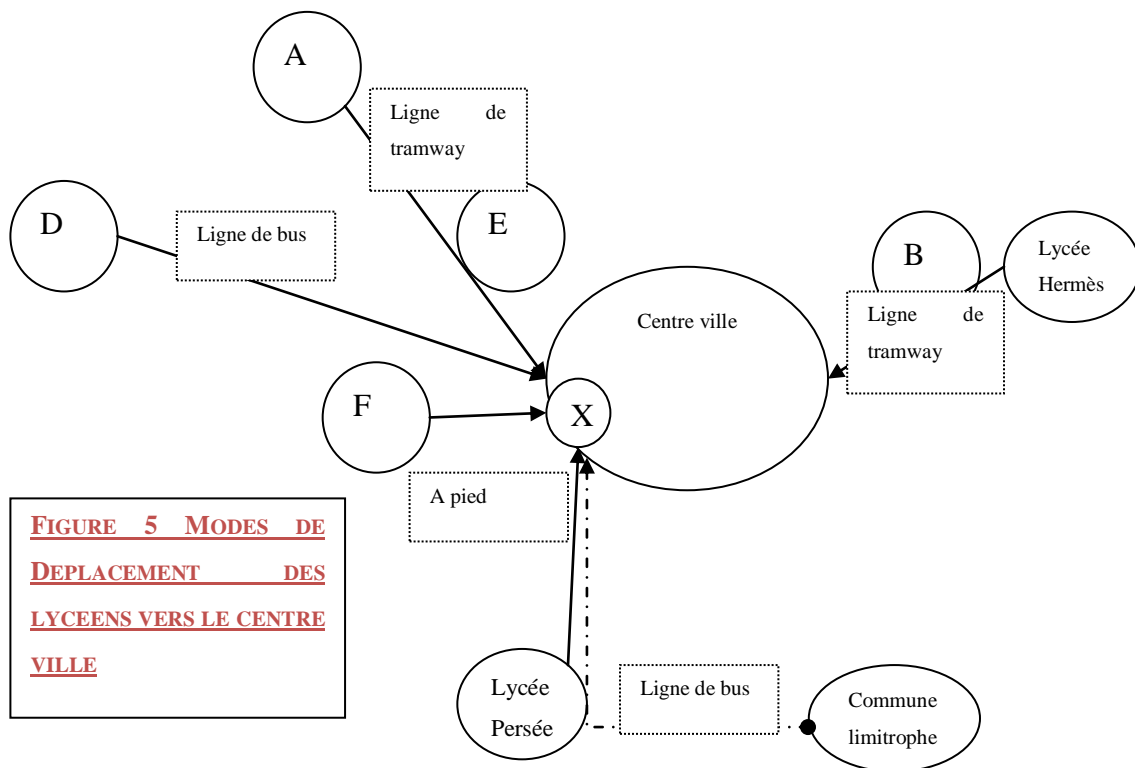 A
Ligne de
tramway
D
Ligne de bus
E
B
Lycée
Hermès
Ligne de
tramway
Centre ville
F
X
A pied
FIGURE 5 MODES DE
DEPLACEMENT DES
LYCEENS VERS LE CENTRE
VILLE
Lycée
Persée
Ligne de bus
Commune
limitrophe